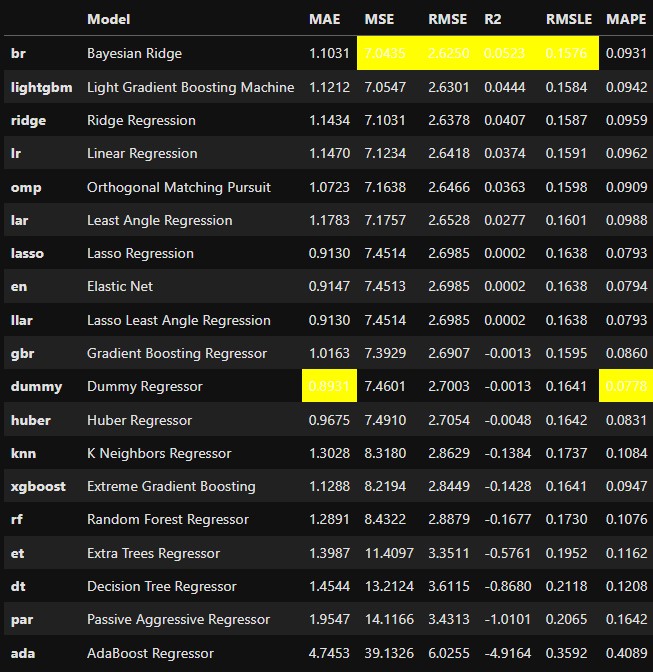 Model MAE MSE RMSE R2 RMSLE MAPE
br Bayesian Ridge 1.1031 7.0435 2.6250 0.0523 0.1576 0.0931
lightgbm Light Gradient Boosting Machine 1.1212 7.0547 2.6301 0.0444 0.1584 0.0942
ridge Ridge Regression 1.1434 7.1031 2.6378 0.0407 0.1587 0.0959
lr Linear Regression 1.1470 7.1234 2.6418 0.0374 0.1591 0.0962
omp Orthogonal Matching Pursuit 1.0723 7.1638 2.6466 0.0363 0.1598 0.0909
lar Least Angle Regression 1.1783 7.1757 2.6528 0.0277 0.1601 0.0988
lasso Lasso Regression 0.9130 7.4514 2.6985 0.0002 0.1638 0.0793
en Elastic Net 0.9147 7.4513 2.6985 0.0002 0.1638 0.0794
llar Lasso Least Angle Regression 0.9130 7.4514 2.6985 0.0002 0.1638 0.0793
gbr Gradient Boosting Regressor 1.0163 7.3929 2.6907 -0.0013 0.1595 0.0860
dummy Dummy Regressor 0.8931 7.4601 2.7003 -0.0013 0.1641 0.0778
huber Huber Regressor 0.9675 7.4910 2.7054 -0.0048 0.1642 0.0831
knn K Neighbors Regressor 1.3028 8.3180 2.8629 -0.1384 0.1737 0.1084
xgboost Extreme Gradient Boosting 1.1288 8.2194 2.8449 -0.1428 0.1641 0.0947
rf Random Forest Regressor 1.2891 8.4322 2.8879 -0.1677 0.1730 0.1076
et Extra Trees Regressor 1.3987 11.4097 3.3511 -0.5761 0.1952 0.1162
dt Decision Tree Regressor 1.4544 13.2124 3.6115 -0.8680 0.2118 0.1208
par Passive Aggressive Regressor 1.9547 14.1166 3.4313 -1.0101 0.2065 0.1642
ada AdaBoost Regressor 4.7453 39.1326 6.0255 -4.9164 0.3592 0.4089